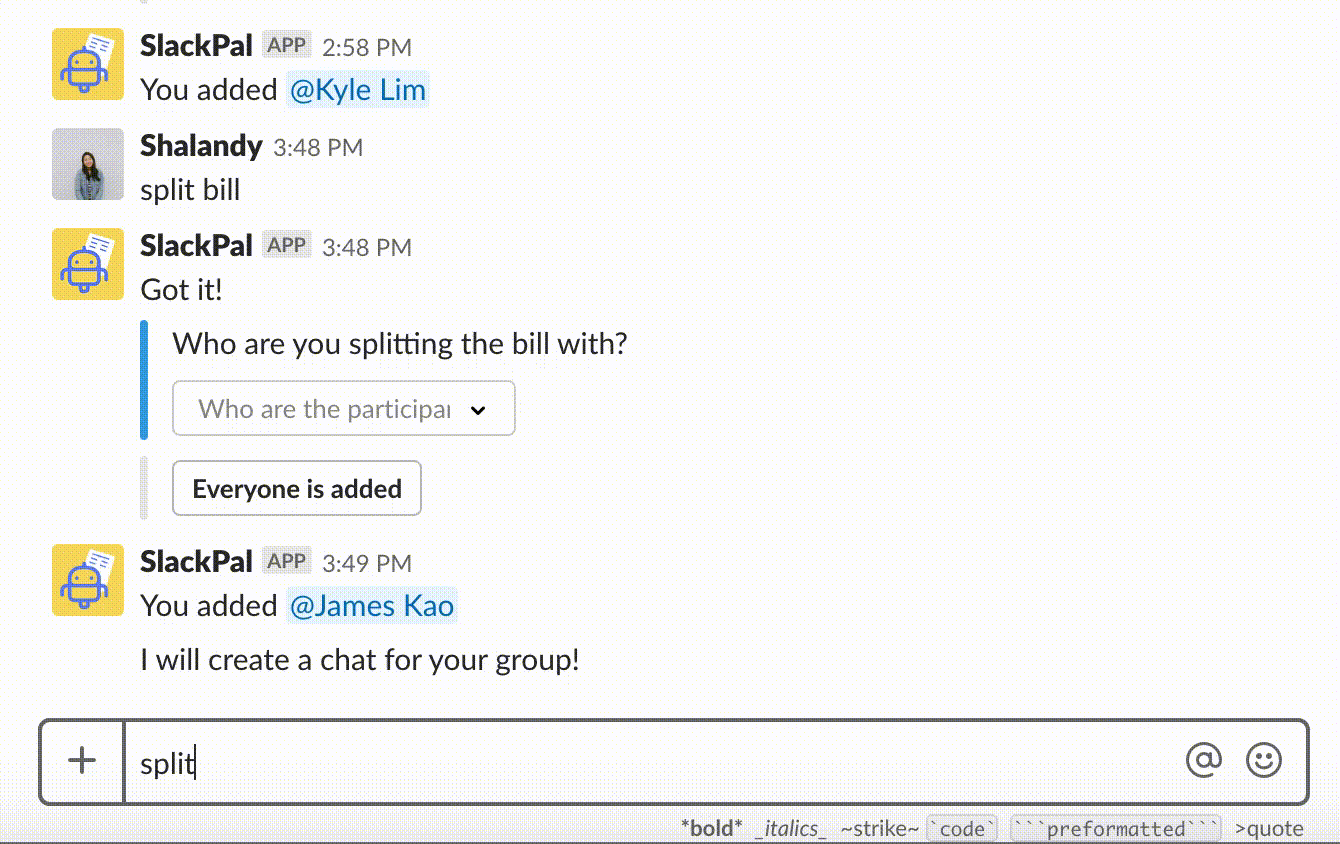 SlackPal APP 2:58 PM
You added @Kyle Lim
Shalandy 3:48 PM
split bill
SlackPal APP 3:48 PM
Got it!
Who are you splitting the bill with?
Who are the participa
Everyone is added
SlackPal APP 3:49 PM
You added @James Kao
I will create a chat for your group!
split
*bold* _italics_ ~strike~ `code` ```preformatted``` >quote